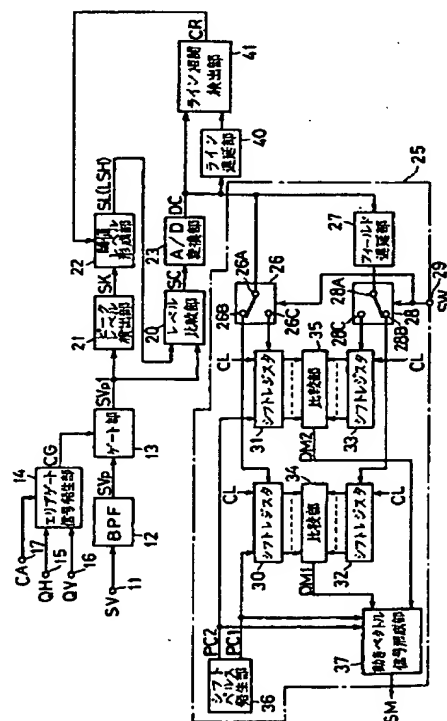 CR
41
ライン相関
検出部
40
ライン
遅延部
SL(LSH)
22
レベル
形成部
SK
21
ピーク
検出部
DC
23
A/D
変換部
SC
20
レベル
比較部
25
SVp1
CG
14
エリアゲート
信号発生部
13
ゲート部
SVp
12
BPF
CA
17
QH
15
QV
16
SV
11
27
フィールド
遅延部
26A
26
26B
26C
28A
28
28C
28B
29
SW
CL
35
31
シフトレジスタ
比較部
シフトレジスタ
33
DM2
CL
CL
34
30
シフトレジスタ
比較部
シフトレジスタ
32
DM1
CL
PC2
PC1
シフト
パルス
発生部
36
動きベクトル
信号形成部
37
SM